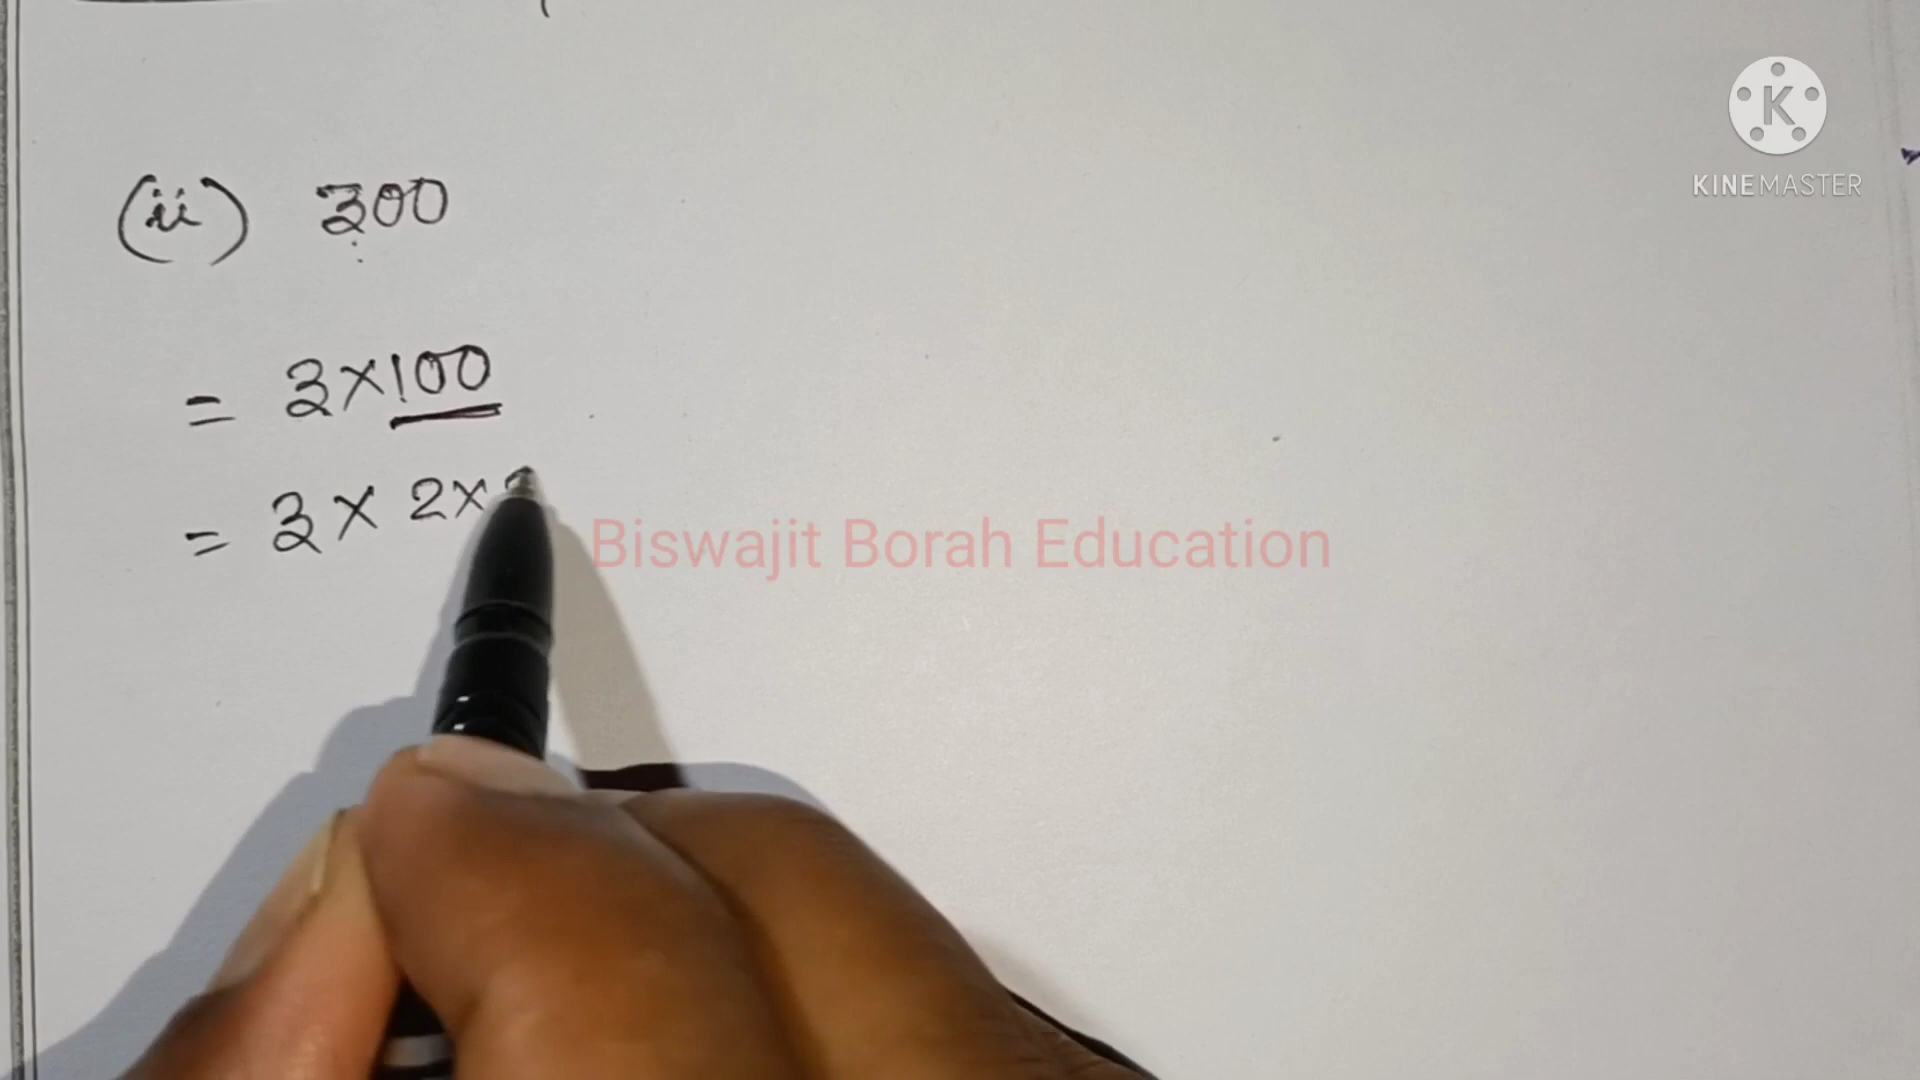 KINEMASTER
(ii) 300
= 3×100
= 3× 2×
Biswajit Borah Education